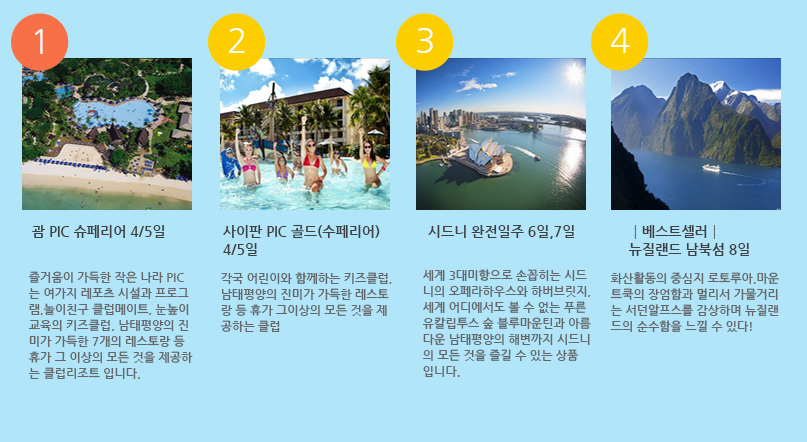 1
괌 PIC 슈페리어 4/5일
즐거움이 가득한 작은 나라 PIC
는 여가지 레포츠 시설과 프로그
램,놀이친구 클럽메이트, 눈높이
교육의 키즈클럽, 남태평양의 진
미가 가득한 7개의 레스토랑 등
휴가 그 이상의 모든 것을 제공하
는 클럽리조트 입니다.
2
사이판 PIC 골드(수페리어)
4/5일
각국 어린이와 함께하는 키즈클럽,
남태평양의 진미가 가득한 레스토
랑 등 휴가 그이상의 모든 것을 제
공하는 클럽
3
시드니 완전일주 6일,7일
세계 3대미항으로 손꼽히는 시드
니의 오페라하우스와 하버브릿지,
세계 어디에서도 볼 수 없는 푸른
유칼립투스 숲 블루마운틴과 아름
다운 남태평양의 해변까지 시드니
의 모든 것을 즐길 수 있는 상품
입니다.
4
｜베스트셀러｜
뉴질랜드 남북섬 8일
화산활동의 중심지 로토루아,마운
트쿡의 장엄함과 멀리서 가물거리
는 서던알프스를 감상하며 뉴질랜
드의 순수함을 느낄 수 있다!